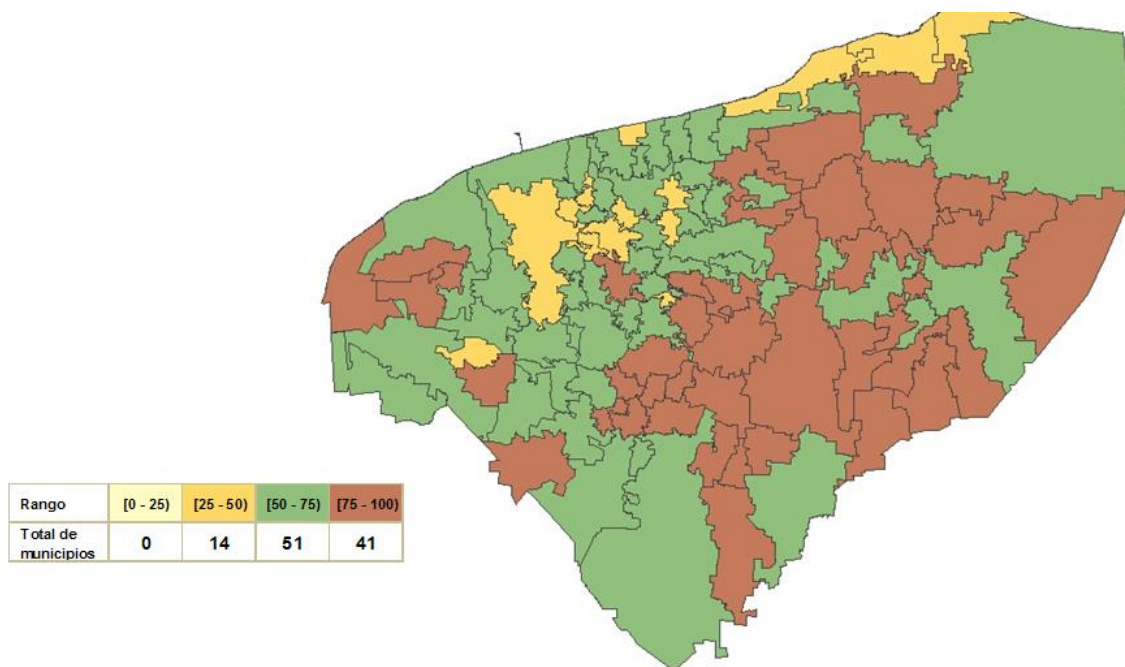 Rango [0 - 25) [25 - 50) [50 - 75) [75 - 100)
Total de municipios 0 14 51 41